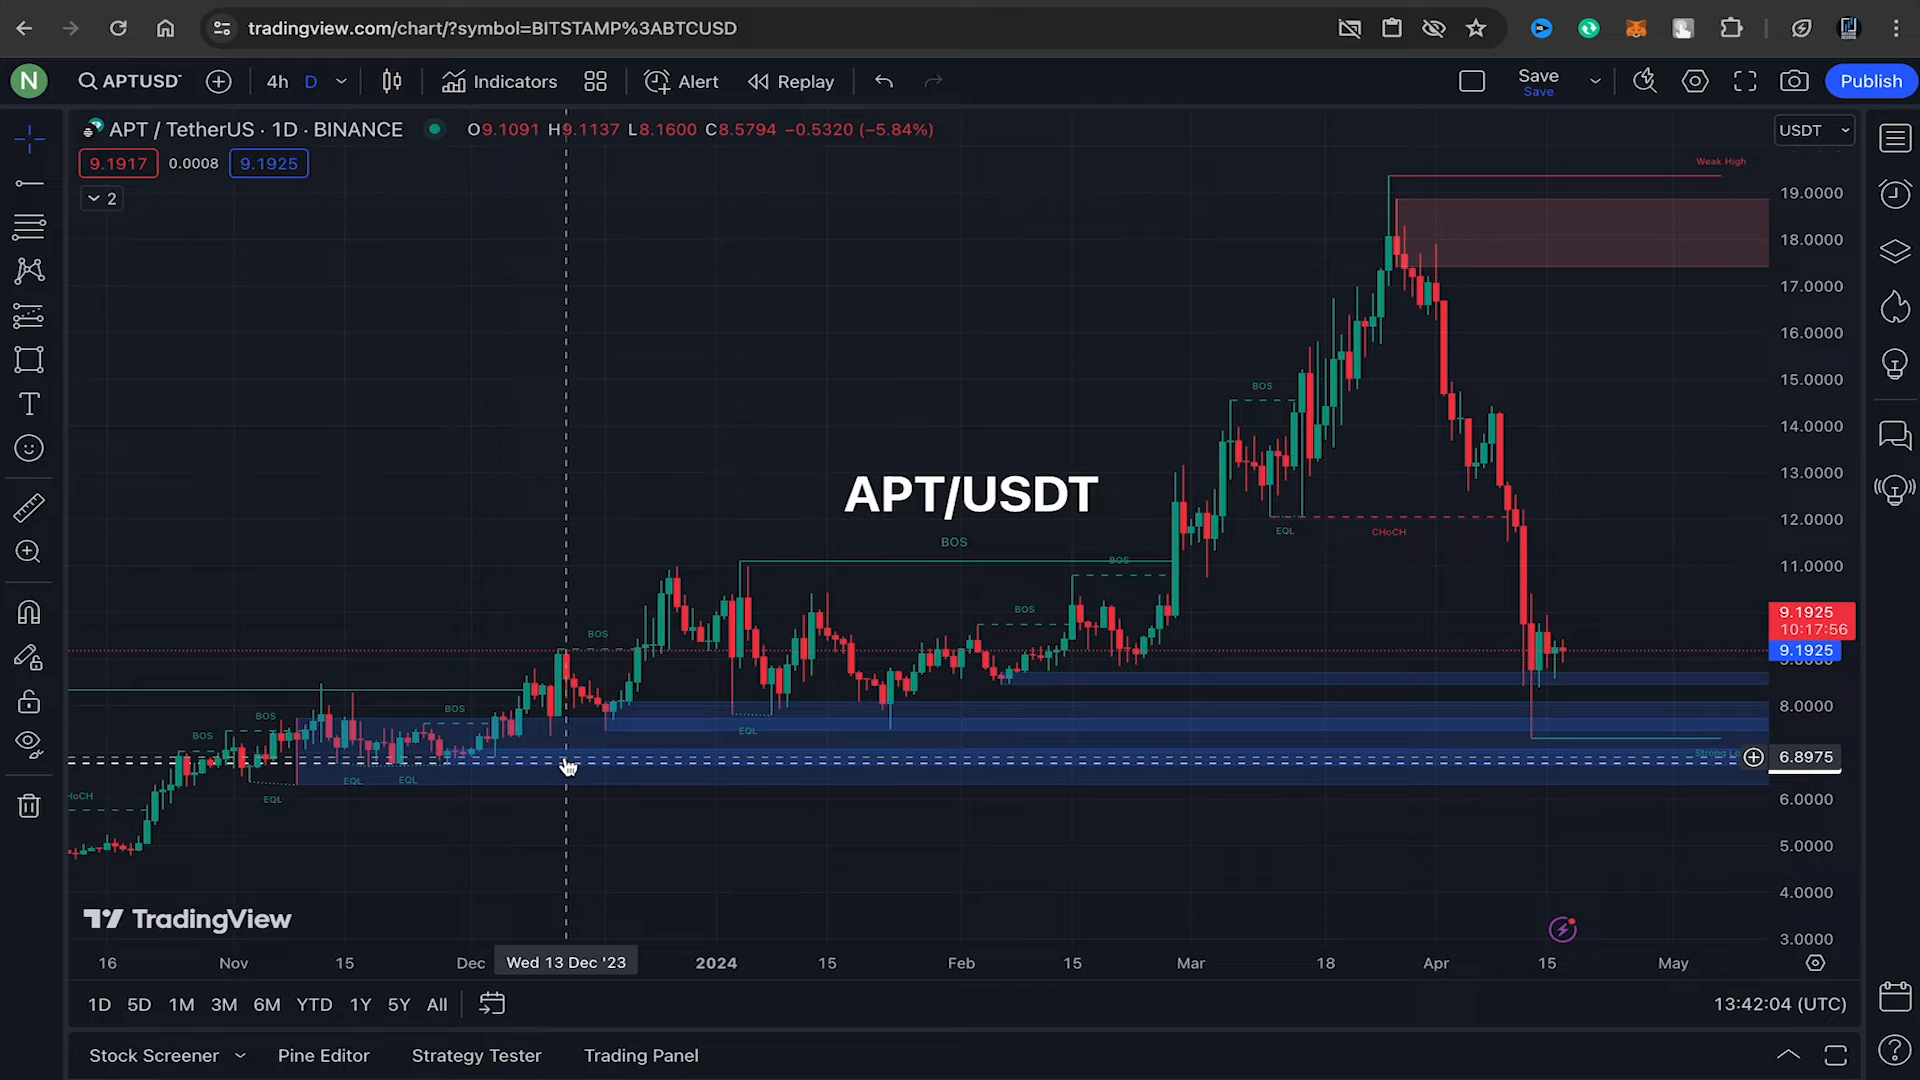 tradingview.com/chart/?symbol=BITSTAMP%3ABTCUSD
N
APTUSD
4h
D
Indicators
Alert
Replay
Save
Save
Publish
APT / TetherUS · 1D · BINANCE
O9.1091 H9.1137 L8.1600 C8.5794 −0.5320 (−5.84%)
USDT
9.1917
0.0008
9.1925
2
Weak High
19.0000
18.0000
17.0000
16.0000
15.0000
BOS
14.0000
13.0000
APT/USDT
12.0000
EQL
CHoCH
BOS
BOS
11.0000
BOS
9.1925
10:17:56
BOS
9.1925
BOS
BOS
BOS
8.0000
EQL
Strong Lo
6.8975
EQL
EQL
EQL
HoCH
6.0000
5.0000
4.0000
TradingView
3.0000
16
Nov
15
Dec
Wed 13 Dec '23
2024
15
Feb
15
Mar
18
Apr
15
May
1D
5D
1M
3M
6M
YTD
1Y
5Y
All
13:42:04 (UTC)
Stock Screener
Pine Editor
Strategy Tester
Trading Panel